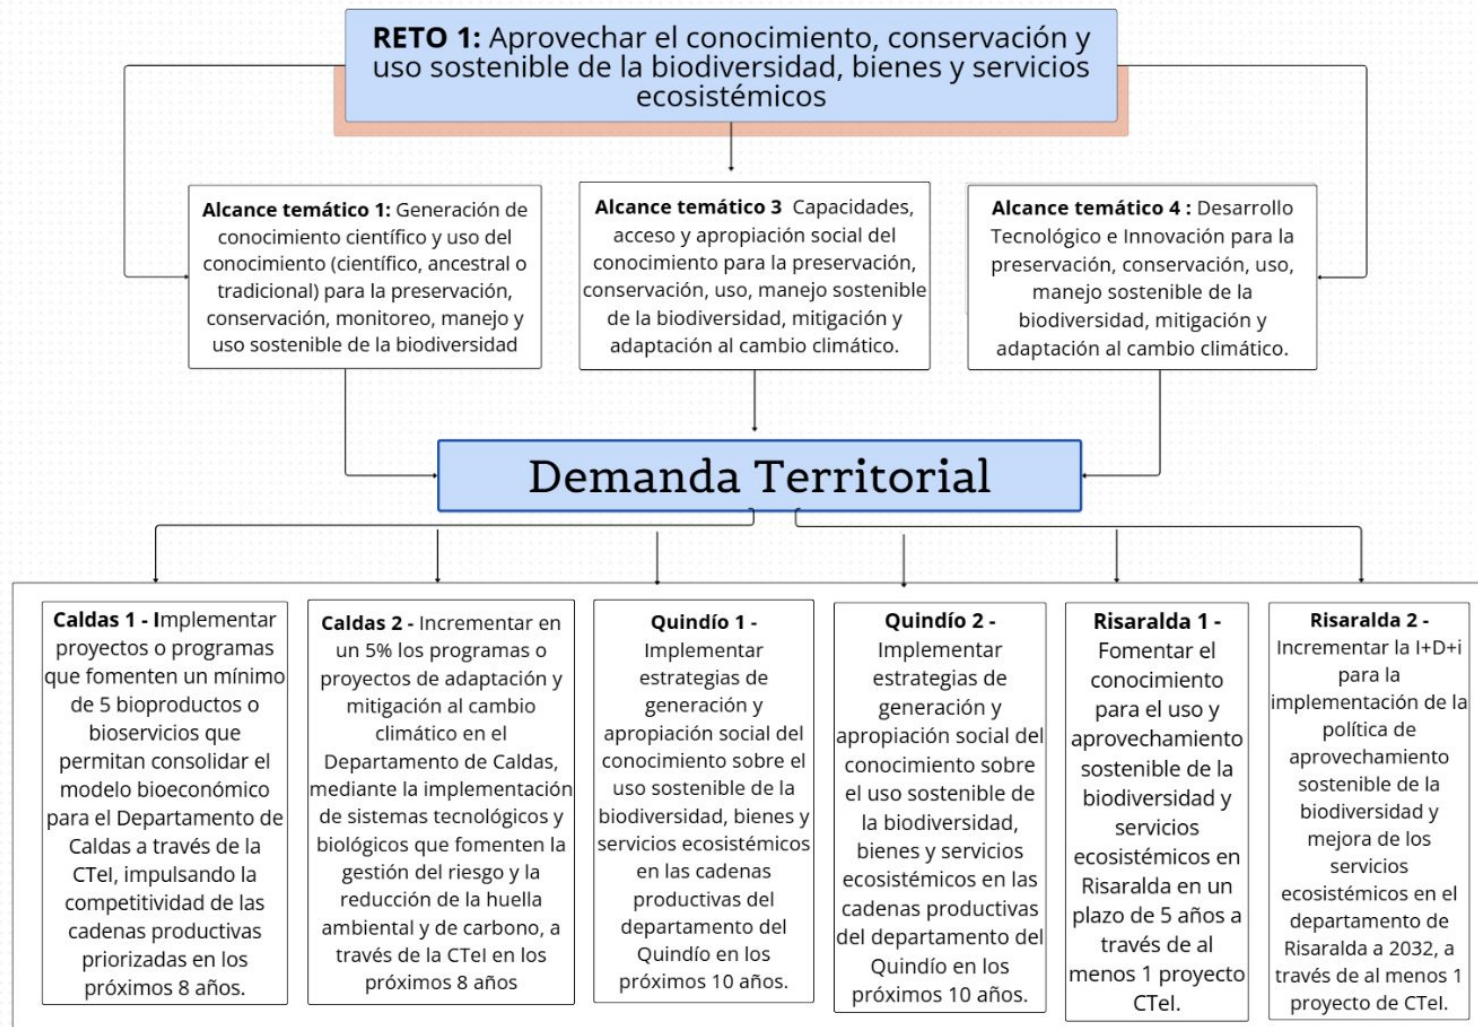 RETO 1: Aprovechar el conocimiento, conservación y
uso sostenible de la biodiversidad, bienes y servicios
ecosistémicos
Alcance temático 1: Generación de
conocimiento científico y uso del
conocimiento (científico, ancestral o
tradicional) para la preservación,
conservación, monitoreo, manejo y
uso sostenible de la biodiversidad
Alcance temático 3 Capacidades,
acceso y apropiación social del
conocimiento para la preservación,
conservación, uso, manejo sostenible
de la biodiversidad, mitigación y
adaptación al cambio climático.
Alcance temático 4 : Desarrollo
Tecnológico e Innovación para la
preservación, conservación, uso,
manejo sostenible de la
biodiversidad, mitigación y
adaptación al cambio climático.
Demanda Territorial
Caldas 1 - Implementar
proyectos o programas
que fomenten un mínimo
de 5 bioproductos o
bioservicios que
permitan consolidar el
modelo bioeconómico
para el Departamento de
Caldas a través de la
CTeI, impulsando la
competitividad de las
cadenas productivas
priorizadas en los
próximos 8 años.
Caldas 2 - Incrementar en
un 5% los programas o
proyectos de adaptación y
mitigación al cambio
climático en el
Departamento de Caldas,
mediante la implementación
de sistemas tecnológicos y
biológicos que fomenten la
gestión del riesgo y la
reducción de la huella
ambiental y de carbono, a
través de la CTeI en los
próximos 8 años
Quindío 1 -
Implementar
estrategias de
generación y
apropiación social del
conocimiento sobre el
uso sostenible de la
biodiversidad, bienes y
servicios ecosistémicos
en las cadenas
productivas del
departamento del
Quindío en los
próximos 10 años.
Quindío 2 -
Implementar
estrategias de
generación y
apropiación social del
conocimiento sobre
el uso sostenible de
la biodiversidad,
bienes y servicios
ecosistémicos en las
cadenas productivas
del departamento del
Quindío en los
próximos 10 años.
Risaralda 1 -
Fomentar el
conocimiento
para el uso y
aprovechamiento
sostenible de la
biodiversidad y
servicios
ecosistémicos en
Risaralda en un
plazo de 5 años a
través de al
menos 1 proyecto
CTeI.
Risaralda 2 -
Incrementar la I+D+i
para la
implementación de la
política de
aprovechamiento
sostenible de la
biodiversidad y
mejora de los
servicios
ecosistémicos en el
departamento de
Risaralda a 2032, a
través de al menos 1
proyecto de CTeI.